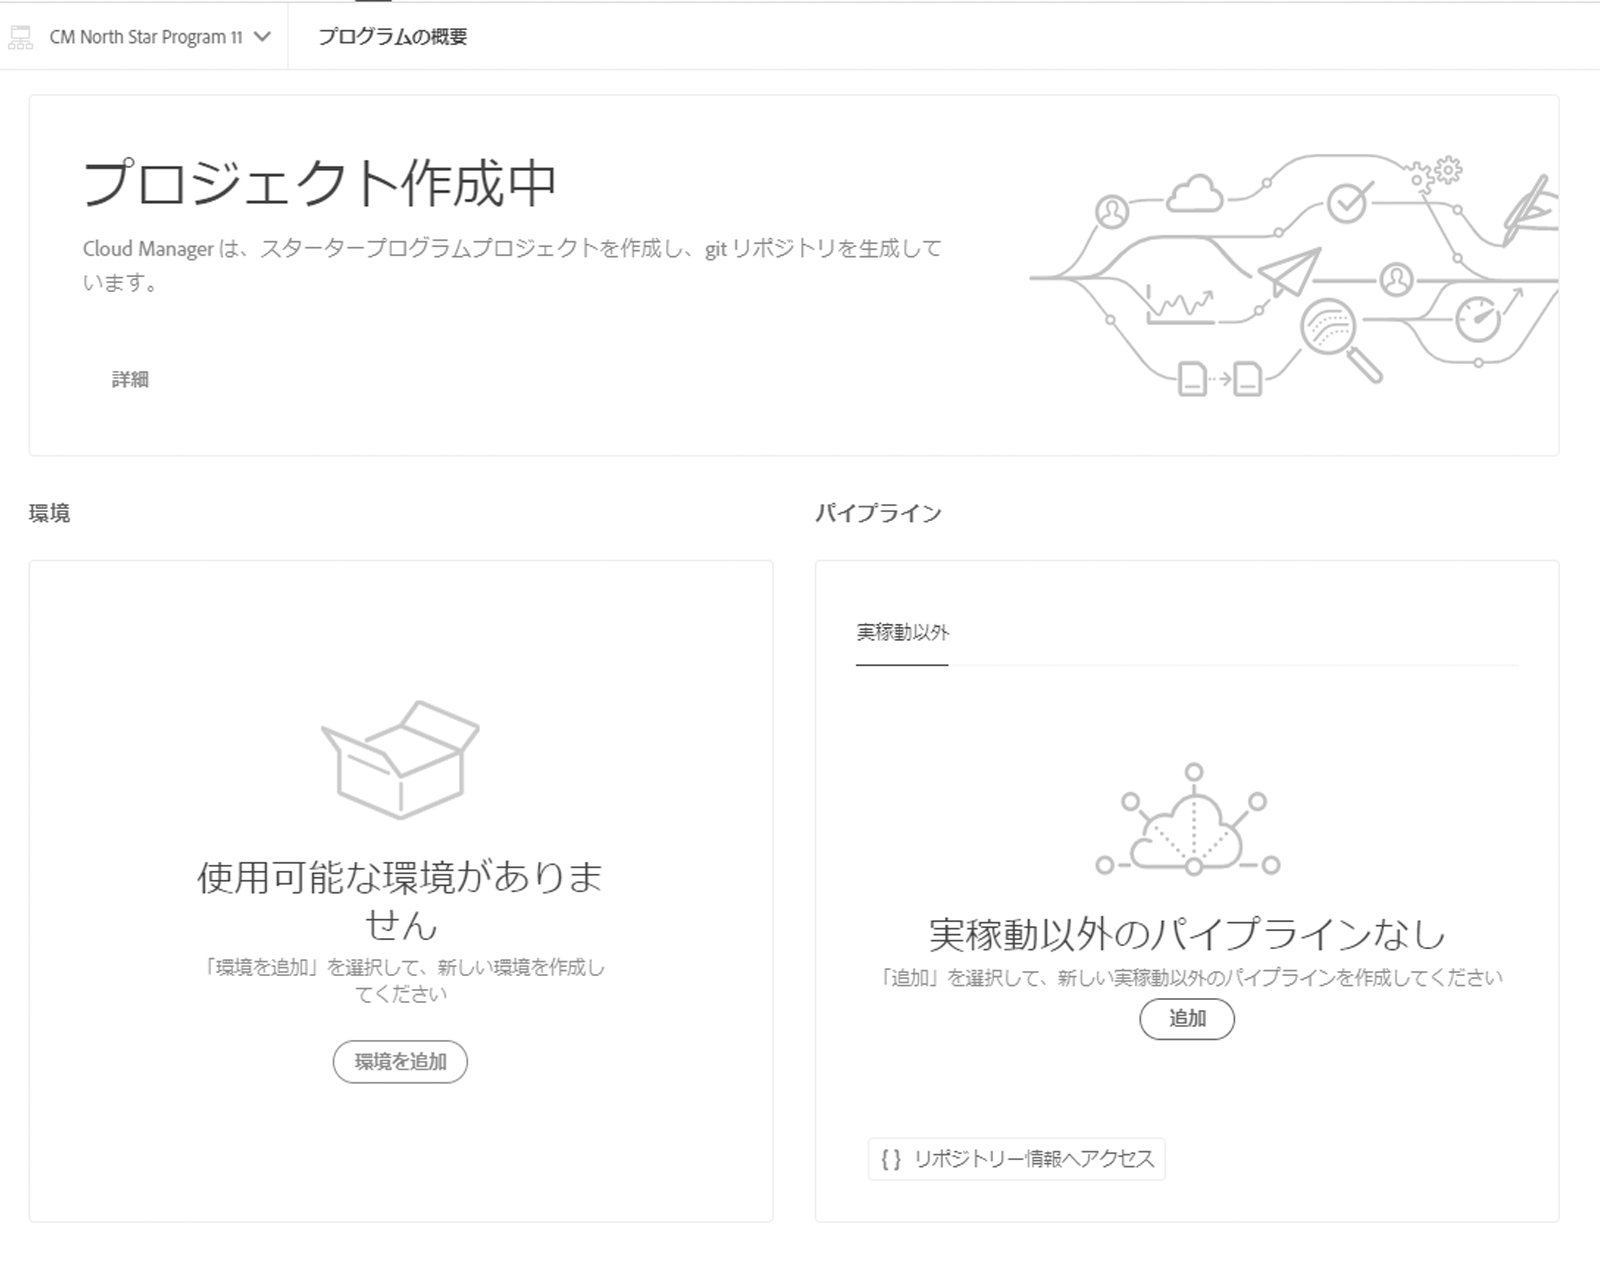 CM North Star Program 11
プログラムの概要
プロジェクト作成中
Cloud Manager は、スタータープログラムプロジェクトを作成し、git リポジトリを生成して
います。
詳細
環境
使用可能な環境がありま
せん
「環境を追加」を選択して、新しい環境を作成し
てください
環境を追加
パイプライン
実稼動以外
実稼動以外のパイプラインなし
「追加」を選択して、新しい実稼動以外のパイプラインを作成してください
追加
{ } リポジトリー情報へアクセス